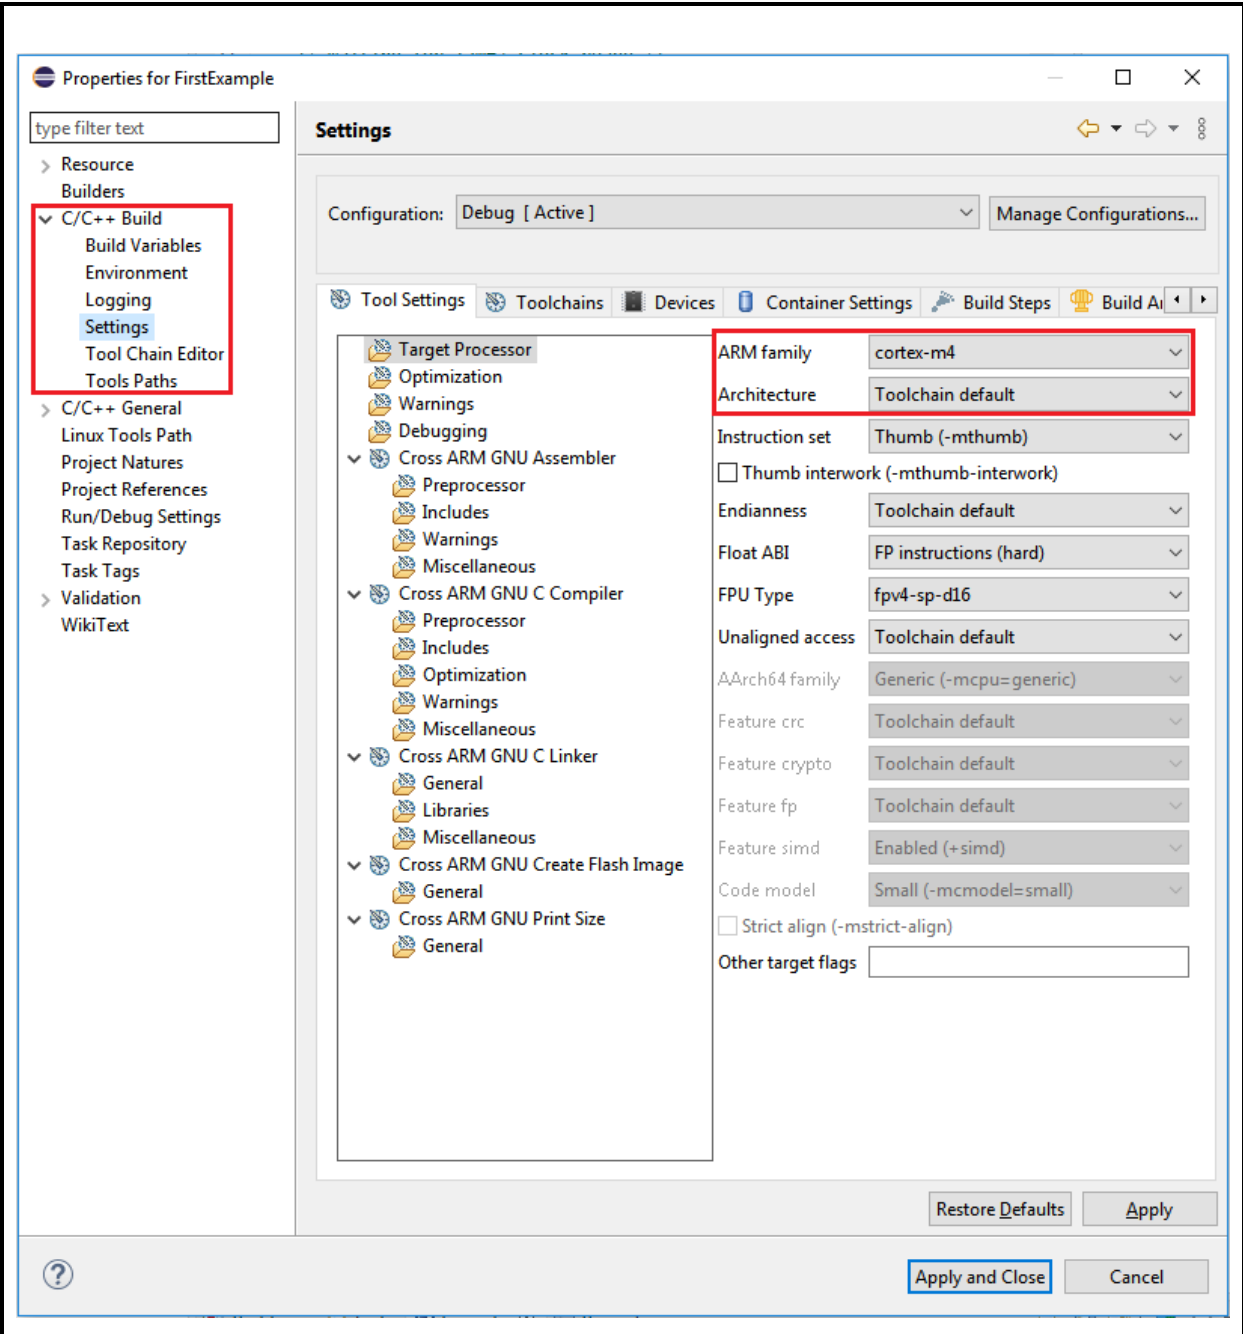 Properties for FirstExample
type filter text
Resource
Builders
C/C++ Build
Build Variables
Environment
Logging
Settings
Tool Chain Editor
Tools Paths
C/C++ General
Linux Tools Path
Project Natures
Project References
Run/Debug Settings
Task Repository
Task Tags
Validation
WikiText
Settings
Configuration: Debug [ Active ] Manage Configurations...
Tool Settings Toolchains Devices Container Settings Build Steps Build
Target Processor
Optimization
Warnings
Debugging
Cross ARM GNU Assembler
Preprocessor
Includes
Warnings
Miscellaneous
Cross ARM GNU C Compiler
Preprocessor
Includes
Optimization
Warnings
Miscellaneous
Cross ARM GNU C Linker
General
Libraries
Miscellaneous
Cross ARM GNU Create Flash Image
General
Cross ARM GNU Print Size
General
ARM family cortex-m4
Architecture Toolchain default
Instruction set Thumb (-mthumb)
Thumb interwork (-mthumb-interwork)
Endianness Toolchain default
Float ABI FP instructions (hard)
FPU Type fpv4-sp-d16
Unaligned access Toolchain default
AArch64 family Generic (-mcpu=generic)
Feature crc Toolchain default
Feature crypto Toolchain default
Feature fp Toolchain default
Feature simd Enabled (+simd)
Code model Small (-mcmodel=small)
Strict align (-mstrict-align)
Other target flags
Restore Defaults Apply
? Apply and Close Cancel